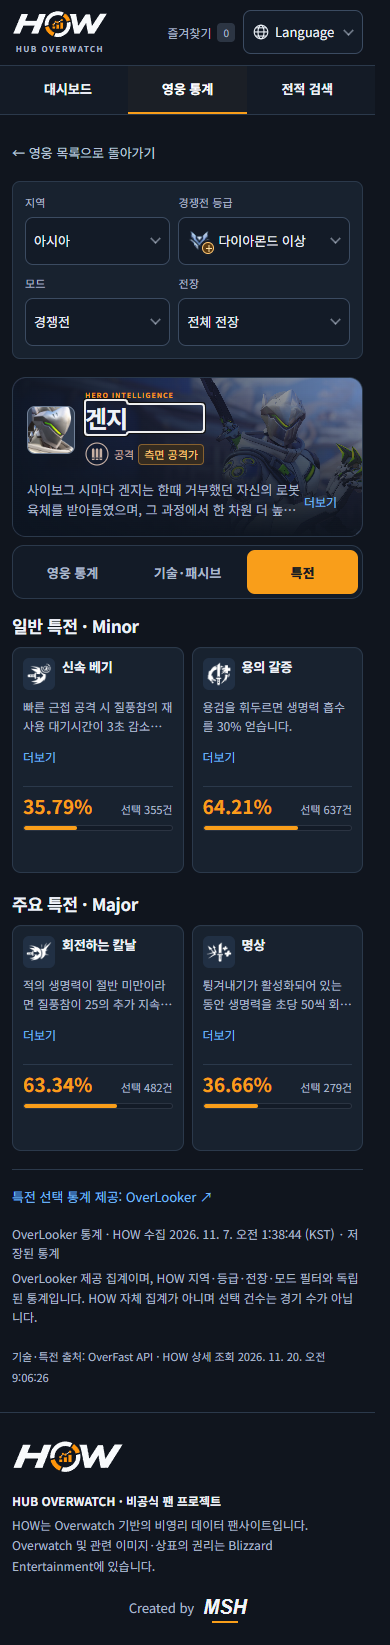 HOW
HUB OVERWATCH
즐겨찾기 0
Language
대시보드 영웅 통계 전적 검색
← 영웅 목록으로 돌아가기
지역 경쟁전 등급
아시아 다이아몬드 이상
모드 전장
경쟁전 전체 전장
HERO INTELLIGENCE
겐지
공격 측면 공격가
사이보그 시마다 겐지는 한때 거부했던 자신의 로봇
육체를 받아들였으며, 그 과정에서 한 차원 더 높… 더보기
영웅 통계 기술·패시브 특전
일반 특전 · Minor
신속 베기
빠른 근접 공격 시 질풍참의 재
사용 대기시간이 3초 감소…
더보기
35.79% 선택 355건
용의 갈증
용검을 휘두르면 생명력 흡수
를 30% 얻습니다.
더보기
64.21% 선택 637건
주요 특전 · Major
회전하는 칼날
적의 생명력이 절반 미만이라
면 질풍참이 25의 추가 지속…
더보기
63.34% 선택 482건
명상
튕겨내기가 활성화되어 있는
동안 생명력을 초당 50씩 회…
더보기
36.66% 선택 279건
특전 선택 통계 제공: OverLooker ↗
OverLooker 통계 · HOW 수집 2026. 11. 7. 오전 1:38:44 (KST) · 저
장된 통계
OverLooker 제공 집계이며, HOW 지역·등급·전장·모드 필터와 독립
된 통계입니다. HOW 자체 집계가 아니며 선택 건수는 경기 수가 아닙
니다.
기술·특전 출처: OverFast API · HOW 상세 조회 2026. 11. 20. 오전
9:06:26
HOW
HUB OVERWATCH · 비공식 팬 프로젝트
HOW는 Overwatch 기반의 비영리 데이터 팬사이트입니다.
Overwatch 및 관련 이미지·상표의 권리는 Blizzard
Entertainment에 있습니다.
Created by MSH